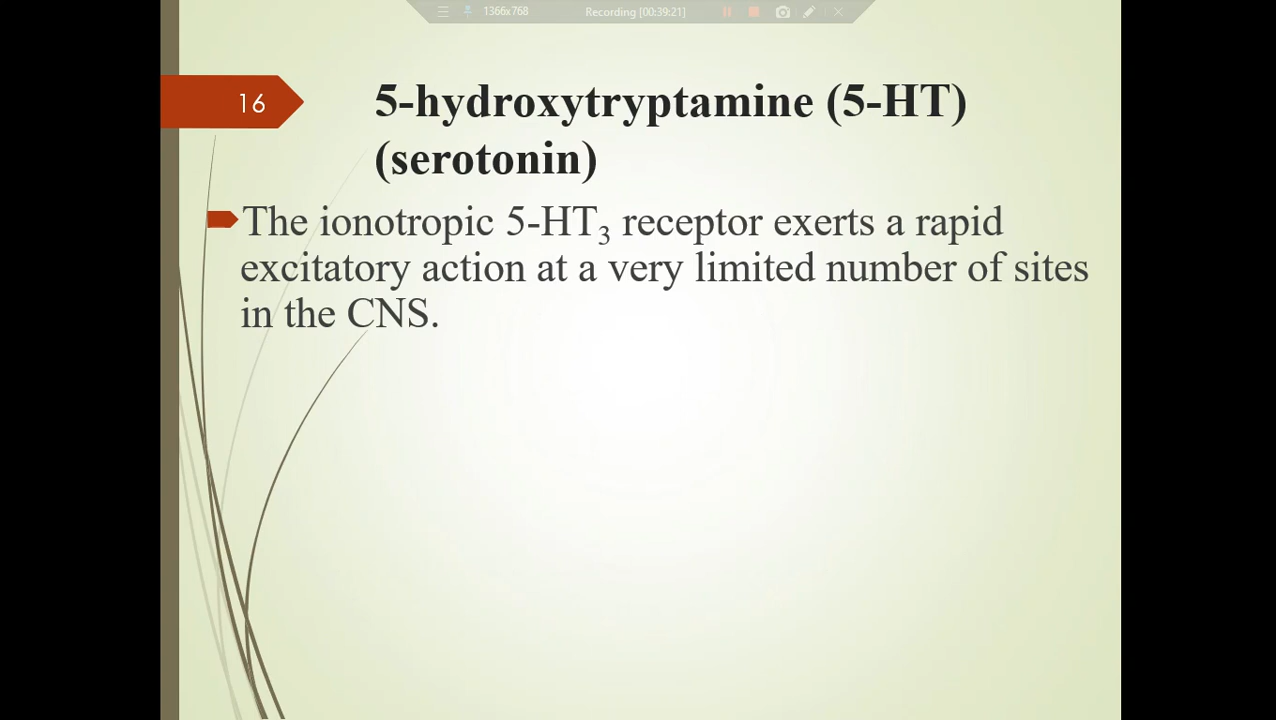 1366x768 Recording [00:39:21]
16
5-hydroxytryptamine (5-HT)
(serotonin)
The ionotropic 5-HT₃ receptor exerts a rapid
excitatory action at a very limited number of sites
in the CNS.